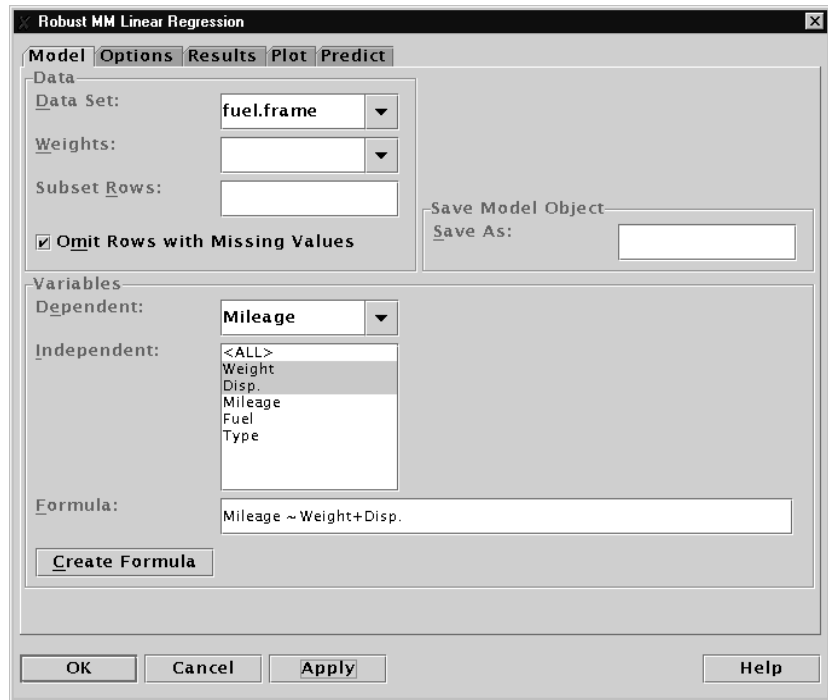 Robust MM Linear Regression
Model Options Results Plot Predict
Data
Data Set:
fuel.frame
Weights:
Subset Rows:
Omit Rows with Missing Values
Save Model Object
Save As:
Variables
Dependent:
Mileage
Independent:
<ALL>
Weight
Disp.
Mileage
Fuel
Type
Formula:
Mileage ~ Weight+Disp.
Create Formula
OK Cancel Apply Help